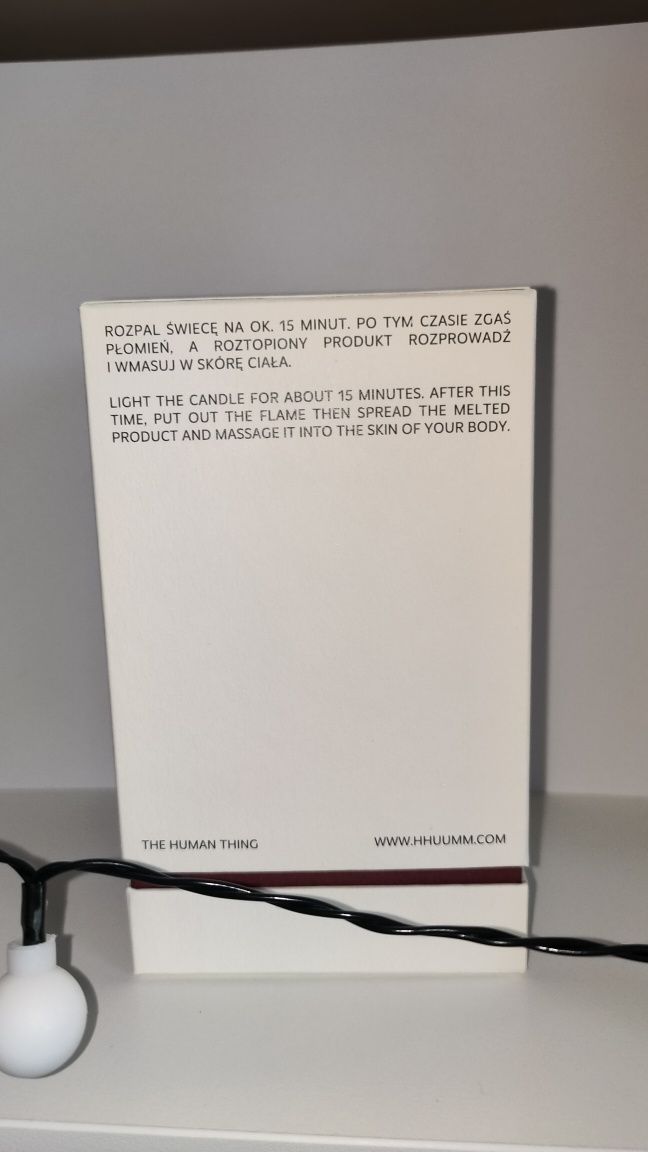 ROZPAL ŚWIECĘ NA OK. 15 MINUT. PO TYM CZASIE ZGAŚ
PŁOMIEŃ, A ROZTOPIONY PRODUKT ROZPROWADŹ
I WMASUJ W SKÓRĘ CIAŁA.
LIGHT THE CANDLE FOR ABOUT 15 MINUTES. AFTER THIS
TIME, PUT OUT THE FLAME THEN SPREAD THE MELTED
PRODUCT AND MASSAGE IT INTO THE SKIN OF YOUR BODY.
THE HUMAN THING
WWW.HHUUMM.COM